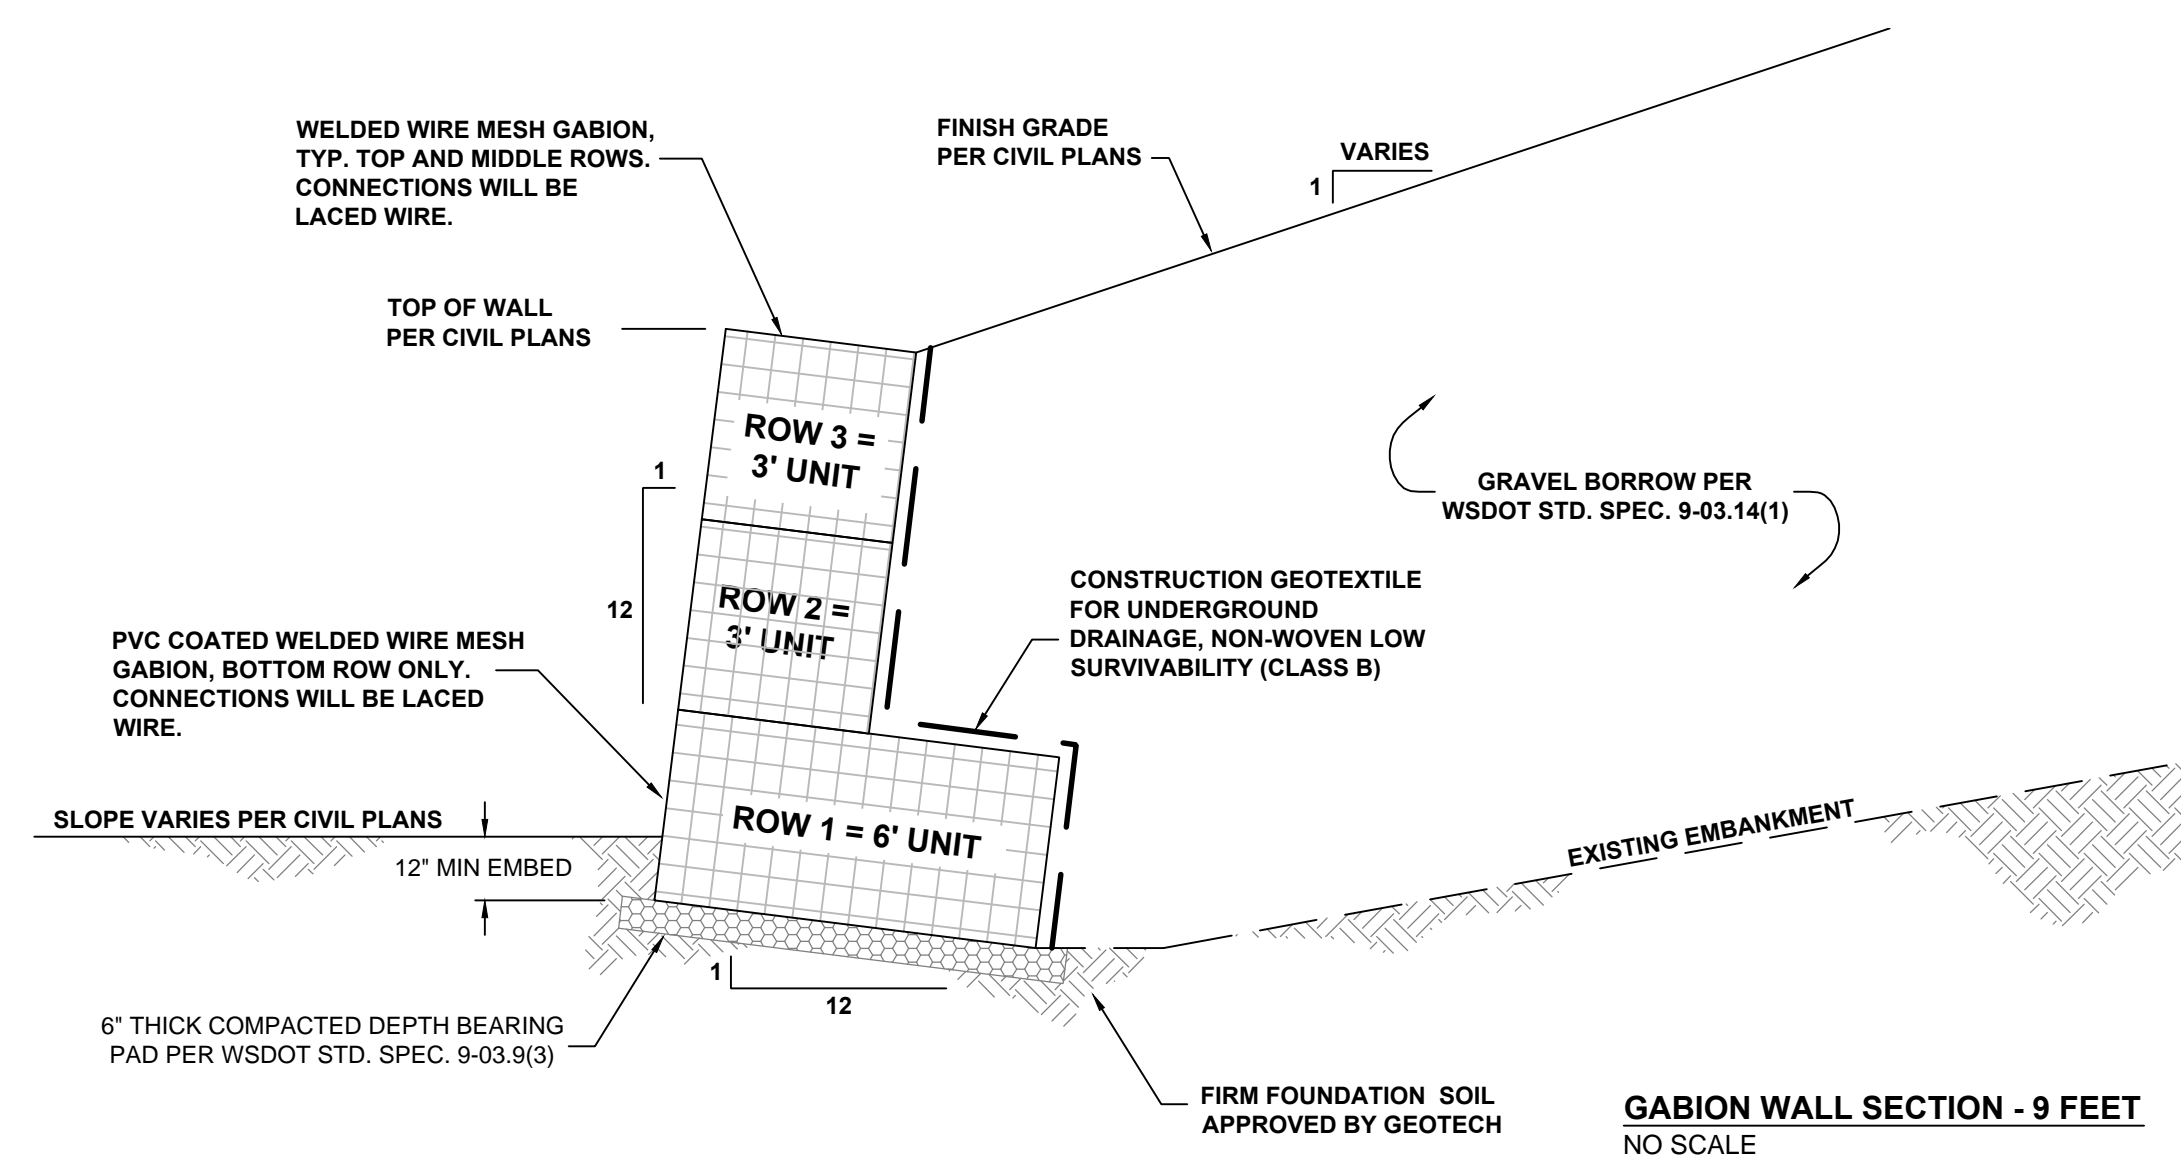 WELDED WIRE MESH GABION,
TYP. TOP AND MIDDLE ROWS.
CONNECTIONS WILL BE
LACED WIRE.
FINISH GRADE
PER CIVIL PLANS
VARIES
1
TOP OF WALL
PER CIVIL PLANS
ROW 3 =
3' UNIT
1
12
GRAVEL BORROW PER
WSDOT STD. SPEC. 9-03.14(1)
ROW 2 =
3' UNIT
CONSTRUCTION GEOTEXTILE
FOR UNDERGROUND
DRAINAGE, NON-WOVEN LOW
SURVIVABILITY (CLASS B)
PVC COATED WELDED WIRE MESH
GABION, BOTTOM ROW ONLY.
CONNECTIONS WILL BE LACED
WIRE.
SLOPE VARIES PER CIVIL PLANS
12" MIN EMBED
ROW 1 = 6' UNIT
EXISTING EMBANKMENT
1
12
6" THICK COMPACTED DEPTH BEARING
PAD PER WSDOT STD. SPEC. 9-03.9(3)
FIRM FOUNDATION SOIL
APPROVED BY GEOTECH
GABION WALL SECTION - 9 FEET
NO SCALE